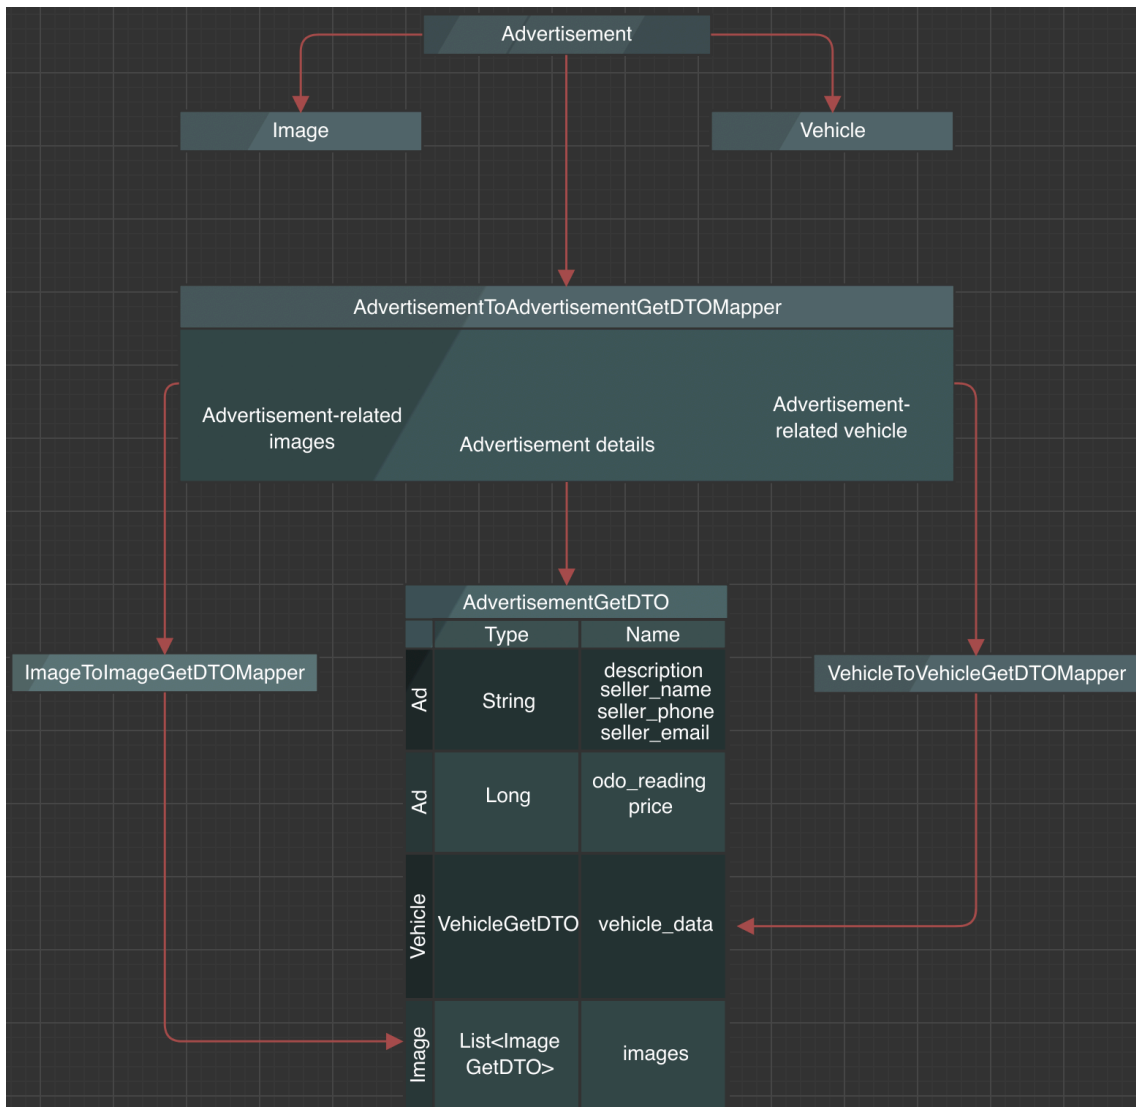 Advertisement
Image
Vehicle
AdvertisementToAdvertisementGetDTOMapper
Advertisement-related
images
Advertisement details
Advertisement-
related vehicle
ImageToImageGetDTOMapper
VehicleToVehicleGetDTOMapper
AdvertisementGetDTO
Type
Name
Ad
String
description
seller_name
seller_phone
seller_email
Ad
Long
odo_reading
price
Vehicle
VehicleGetDTO
vehicle_data
Image
List<Image
GetDTO>
images